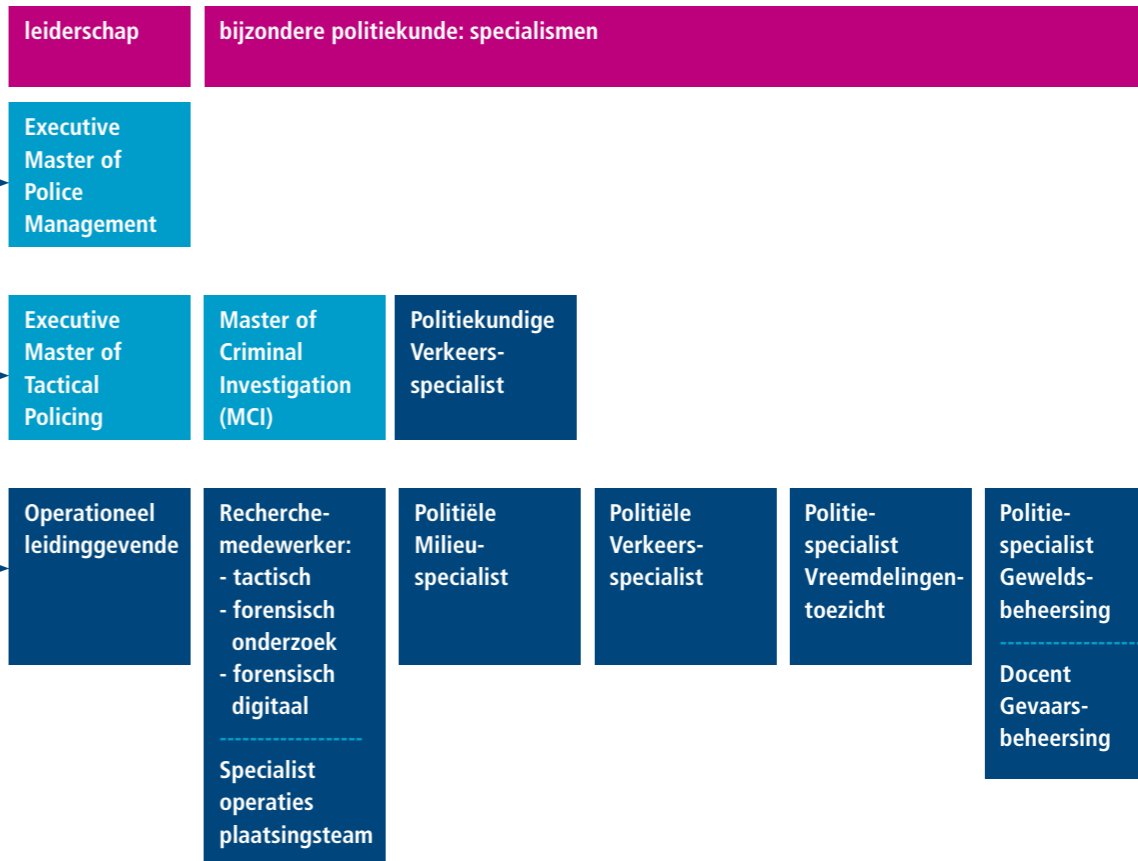 leiderschap
bijzondere politiekunde: specialismen
Executive
Master of
Police
Management
Executive
Master of
Tactical
Policing
Master of
Criminal
Investigation
(MCI)
Politiekundige
Verkeers-
specialist
Operationeel
leidinggevende
Recherche-
medewerker:
- tactisch
- forensisch
onderzoek
- forensisch
digitaal
Specialist
operaties
plaatsingsteam
Politiële
Milieu-
specialist
Politiële
Verkeers-
specialist
Politie-
specialist
Vreemdelingen-
toezicht
Politie-
specialist
Gewelds-
beheersing
Docent
Gevaars-
beheersing